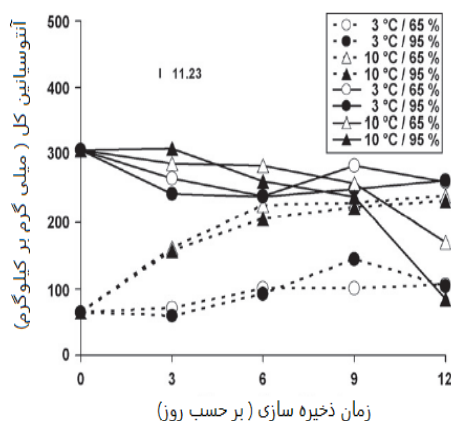 500
400
300
200
100
0
آنتوسیانین کل ( میلی گرم بر کیلوگرم)
I 11.23
3 °C / 65 %
3 °C / 95 %
10 °C / 65 %
10 °C / 95 %
3 °C / 65 %
3 °C / 95 %
10 °C / 65 %
10 °C / 95 %
0 3 6 9 12
زمان ذخیره سازی ( بر حسب روز)